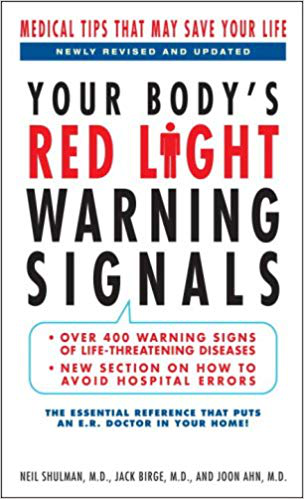 MEDICAL TIPS THAT MAY SAVE YOUR LIFE
NEWLY REVISED AND UPDATED
YOUR BODY'S
RED LIGHT
WARNING
SIGNALS
• OVER 400 WARNING SIGNS
OF LIFE-THREATENING DISEASES
• NEW SECTION ON HOW TO
AVOID HOSPITAL ERRORS
THE ESSENTIAL REFERENCE THAT PUTS
AN E.R. DOCTOR IN YOUR HOME!
NEIL SHULMAN, M.D., JACK BIRGE, M.D., AND JOON AHN, M.D.